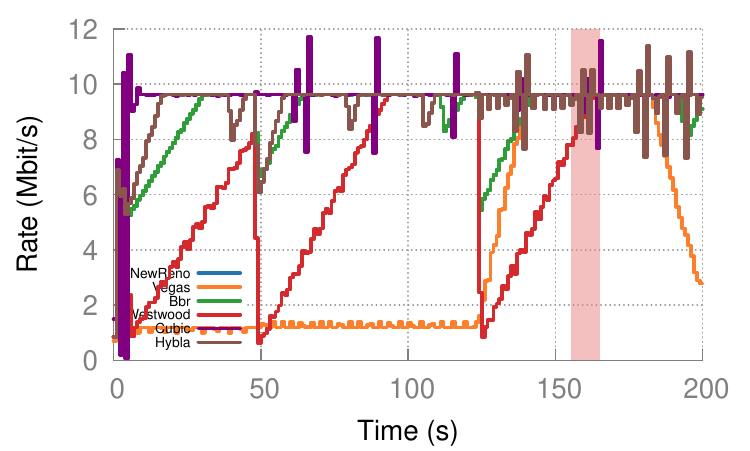 12
10
8
6
4
2
0
Rate (Mbit/s)
NewReno
Vegas
Bbr
Westwood
Cubic
Hybla
0 50 100 150 200
Time (s)